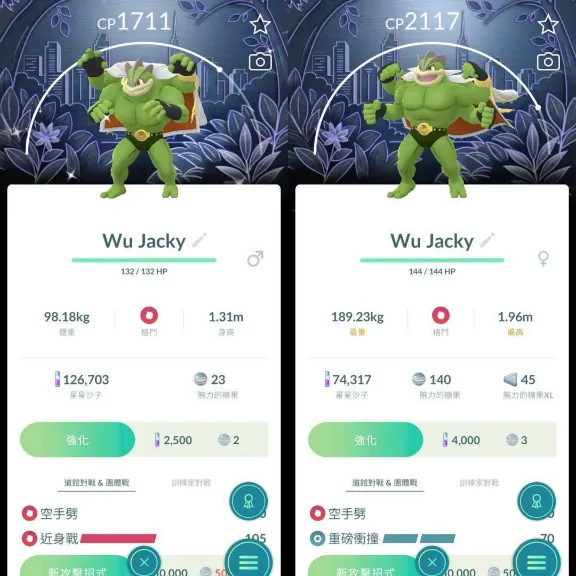 CP1711
Wu Jacky
132 / 132 HP
98.18kg
體重
格鬥
1.31m
身高
126,703
星星沙子
23
腕力的糖果
強化
2,500
2
道館對戰 & 團體戰
訓練家對戰
空手劈
近身戰
105
新攻擊招式
CP2117
Wu Jacky
144 / 144 HP
189.23kg
最重
格鬥
1.96m
最高
74,317
星星沙子
140
腕力的糖果
45
腕力的糖果XL
強化
4,000
3
道館對戰 & 團體戰
訓練家對戰
空手劈
重磅衝撞
70
新攻擊招式